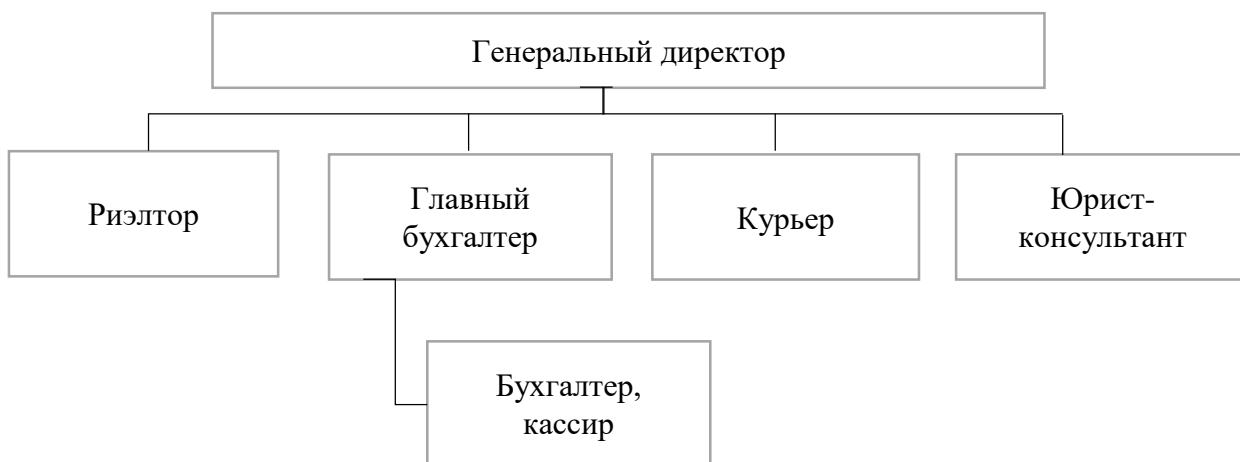 Генеральный директор
Риэлтор
Главный
бухгалтер
Курьер
Юрист-
консультант
Бухгалтер,
кассир